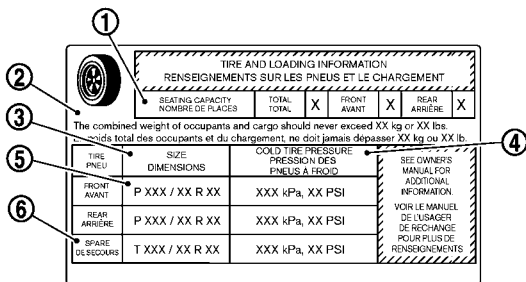 ①
TIRE AND LOADING INFORMATION
RENSEIGNEMENTS SUR LES PNEUS ET LE CHARGEMENT
②
SEATING CAPACITY
NOMBRE DE PLACES
TOTAL
TOTAL
X
FRONT
AVANT
X
REAR
ARRIÈRE
X
③
The combined weight of occupants and cargo should never exceed XX kg or XX lbs.
poids total des occupants et du chargement, ne doit jamais dépasser XX kg ou XX lb.
④
TIRE
PNEU
SIZE
DIMENSIONS
COLD TIRE PRESSURE
PRESSION DES
PNEUS A FROID
SEE OWNER'S
MANUAL FOR
ADDITIONAL
INFORMATION.
VOIR LE MANUEL
DE L'USAGER
DE RECHANGE
POUR PLUS DE
RENSEIGNEMENTS
⑤
FRONT
AVANT
P XXX / XX R XX
XXX kPa, XX PSI
REAR
ARRIÈRE
P XXX / XX R XX
XXX kPa, XX PSI
⑥
SPARE
DE SECOURS
T XXX / XX R XX
XXX kPa, XX PSI